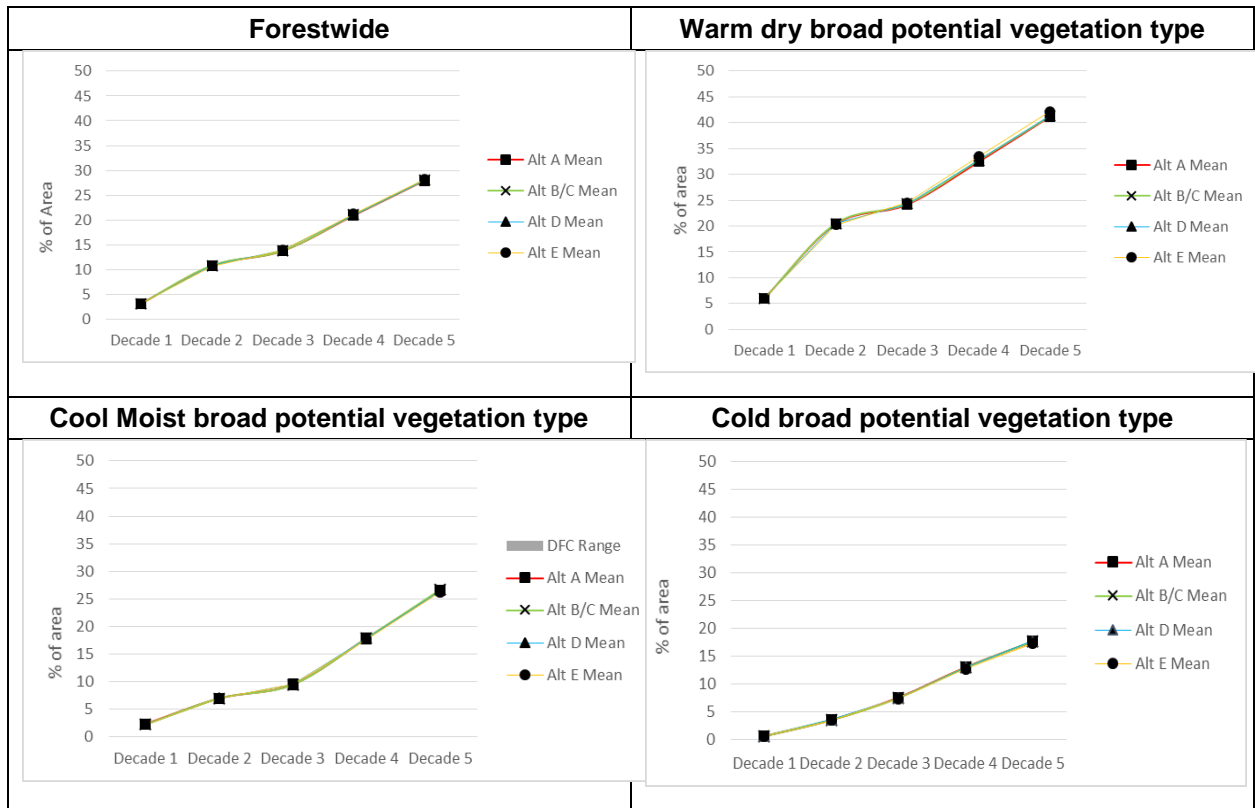 Forestwide
50
45
40
35
30
25
20
15
10
5
0
% of Area
Decade 1 Decade 2 Decade 3 Decade 4 Decade 5
Alt A Mean
Alt B/C Mean
Alt D Mean
Alt E Mean
Warm dry broad potential vegetation type
50
45
40
35
30
25
20
15
10
5
0
% of area
Decade 1 Decade 2 Decade 3 Decade 4 Decade 5
Alt A Mean
Alt B/C Mean
Alt D Mean
Alt E Mean
Cool Moist broad potential vegetation type
50
45
40
35
30
25
20
15
10
5
0
% of area
Decade 1 Decade 2 Decade 3 Decade 4 Decade 5
DFC Range
Alt A Mean
Alt B/C Mean
Alt D Mean
Alt E Mean
Cold broad potential vegetation type
50
45
40
35
30
25
20
15
10
5
0
% of area
Decade 1 Decade 2 Decade 3 Decade 4 Decade 5
Alt A Mean
Alt B/C Mean
Alt D Mean
Alt E Mean